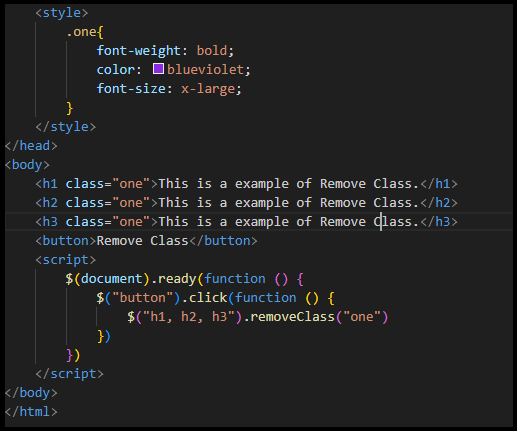 <style>
.one{
font-weight: bold;
color: blueviolet;
font-size: x-large;
}
</style>
</head>
<body>
<h1 class="one">This is a example of Remove Class.</h1>
<h2 class="one">This is a example of Remove Class.</h2>
<h3 class="one">This is a example of Remove Class.</h3>
<button>Remove Class</button>
<script>
$(document).ready(function () {
$("button").click(function () {
$("h1, h2, h3").removeClass("one")
})
})
</script>
</body>
</html>